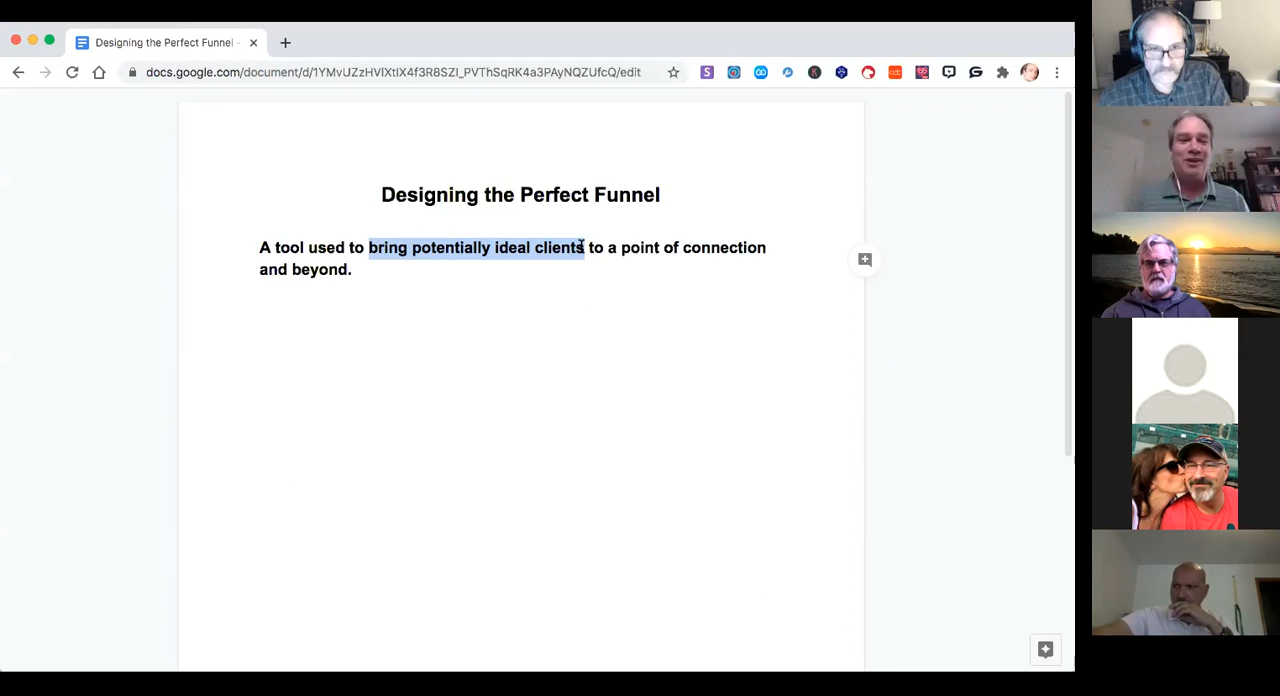 Designing the Perfect Funnel -
docs.google.com/document/d/1YMvUZzHVlXtIX4f3R8SZI_PVThSqRK4a3PAyNQZUfcQ/edit
Designing the Perfect Funnel
A tool used to bring potentially ideal clients to a point of connection
and beyond.